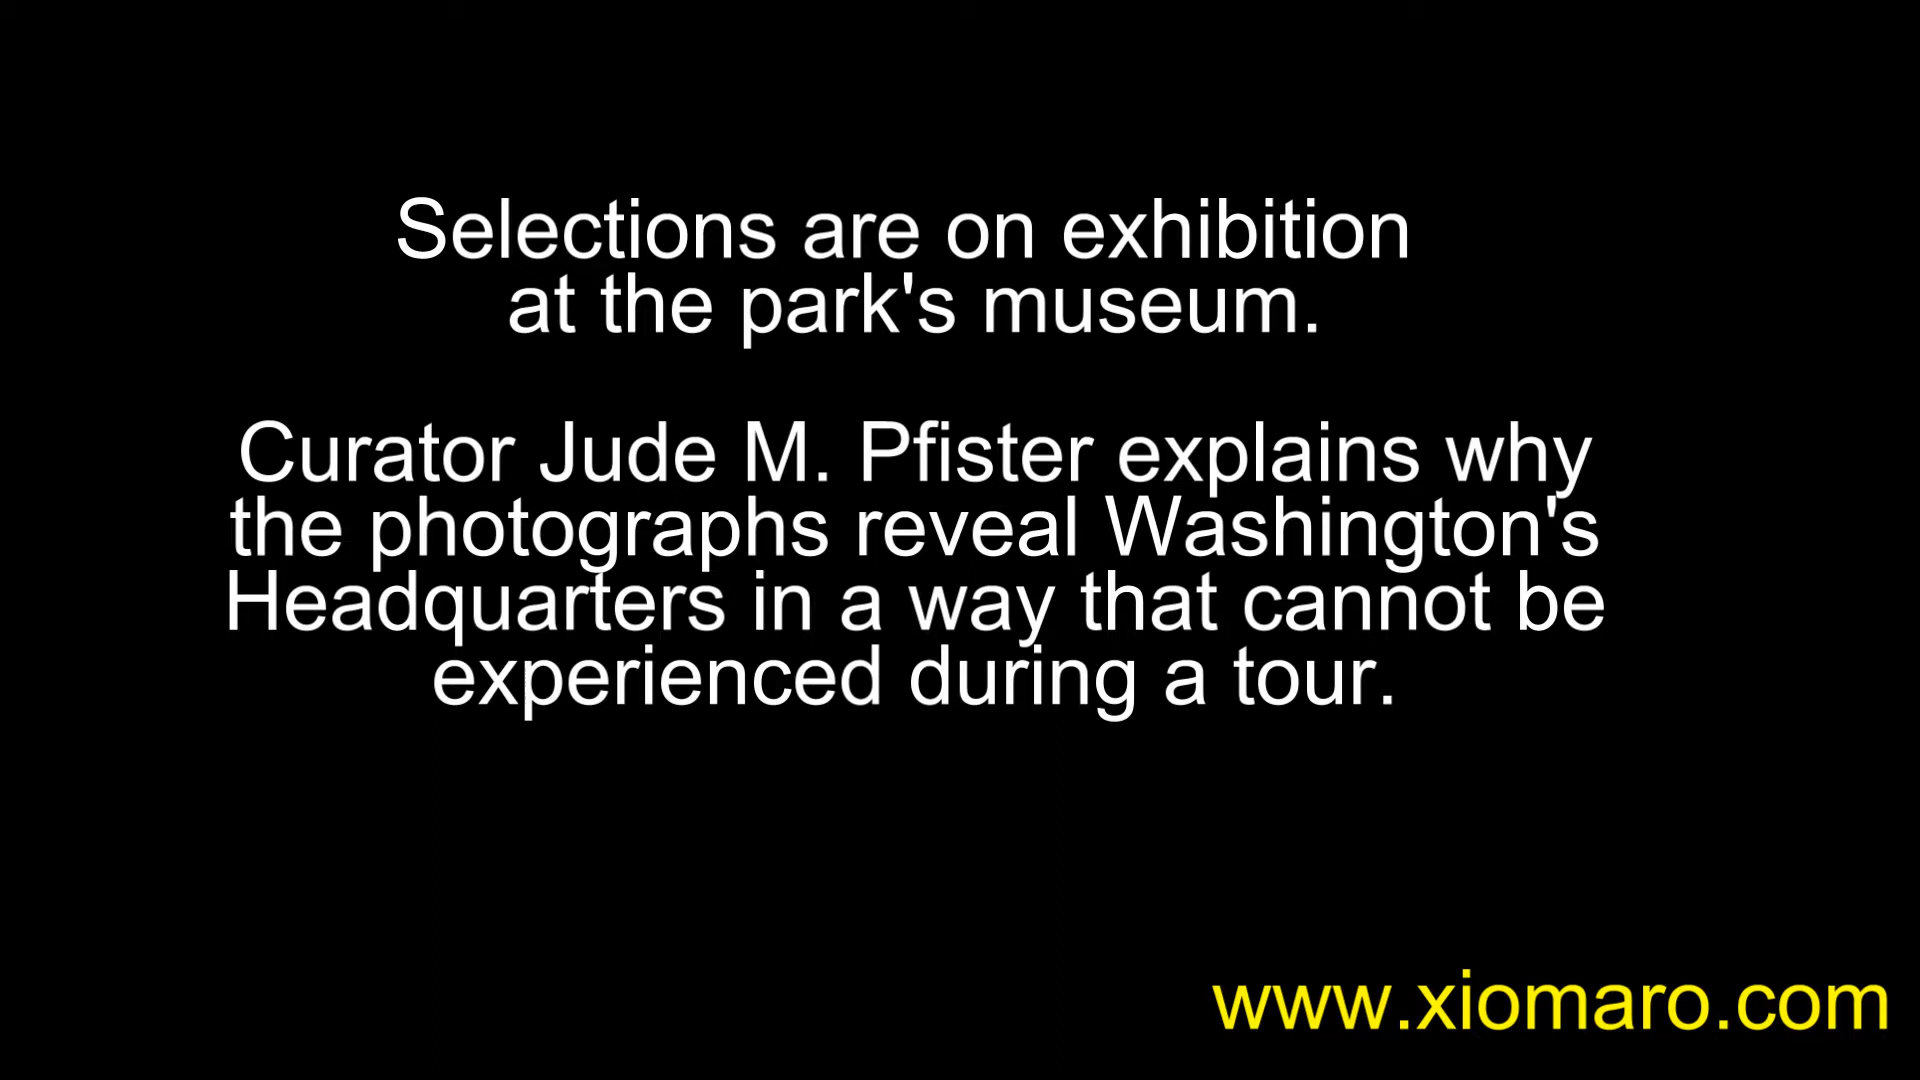 Selections are on exhibition
at the park's museum.
Curator Jude M. Pfister explains why
the photographs reveal Washington's
Headquarters in a way that cannot be
experienced during a tour.
www.xiomaro.com